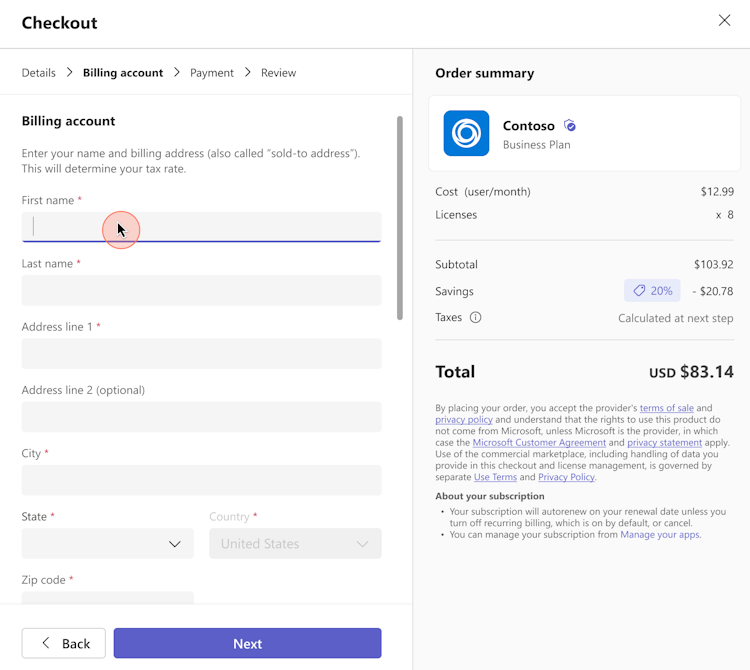 Checkout
Details > Billing account > Payment > Review
Billing account
Enter your name and billing address (also called “sold-to address”).
This will determine your tax rate.
First name *
Last name *
Address line 1 *
Address line 2 (optional)
City *
State *
Country *
United States
Zip code *
Back
Next
Order summary
Contoso
Business Plan
Cost (user/month) $12.99
Licenses x 8
Subtotal $103.92
Savings 20% - $20.78
Taxes Calculated at next step
Total USD $83.14
By placing your order, you accept the provider's terms of sale and
privacy policy and understand that the rights to use this product do
not come from Microsoft, unless Microsoft is the provider, in which
case the Microsoft Customer Agreement and privacy statement apply.
Use of the commercial marketplace, including handling of data you
provide in this checkout and license management, is governed by
separate Use Terms and Privacy Policy.
About your subscription
• Your subscription will autorenew on your renewal date unless you
turn off recurring billing, which is on by default, or cancel.
• You can manage your subscription from Manage your apps.